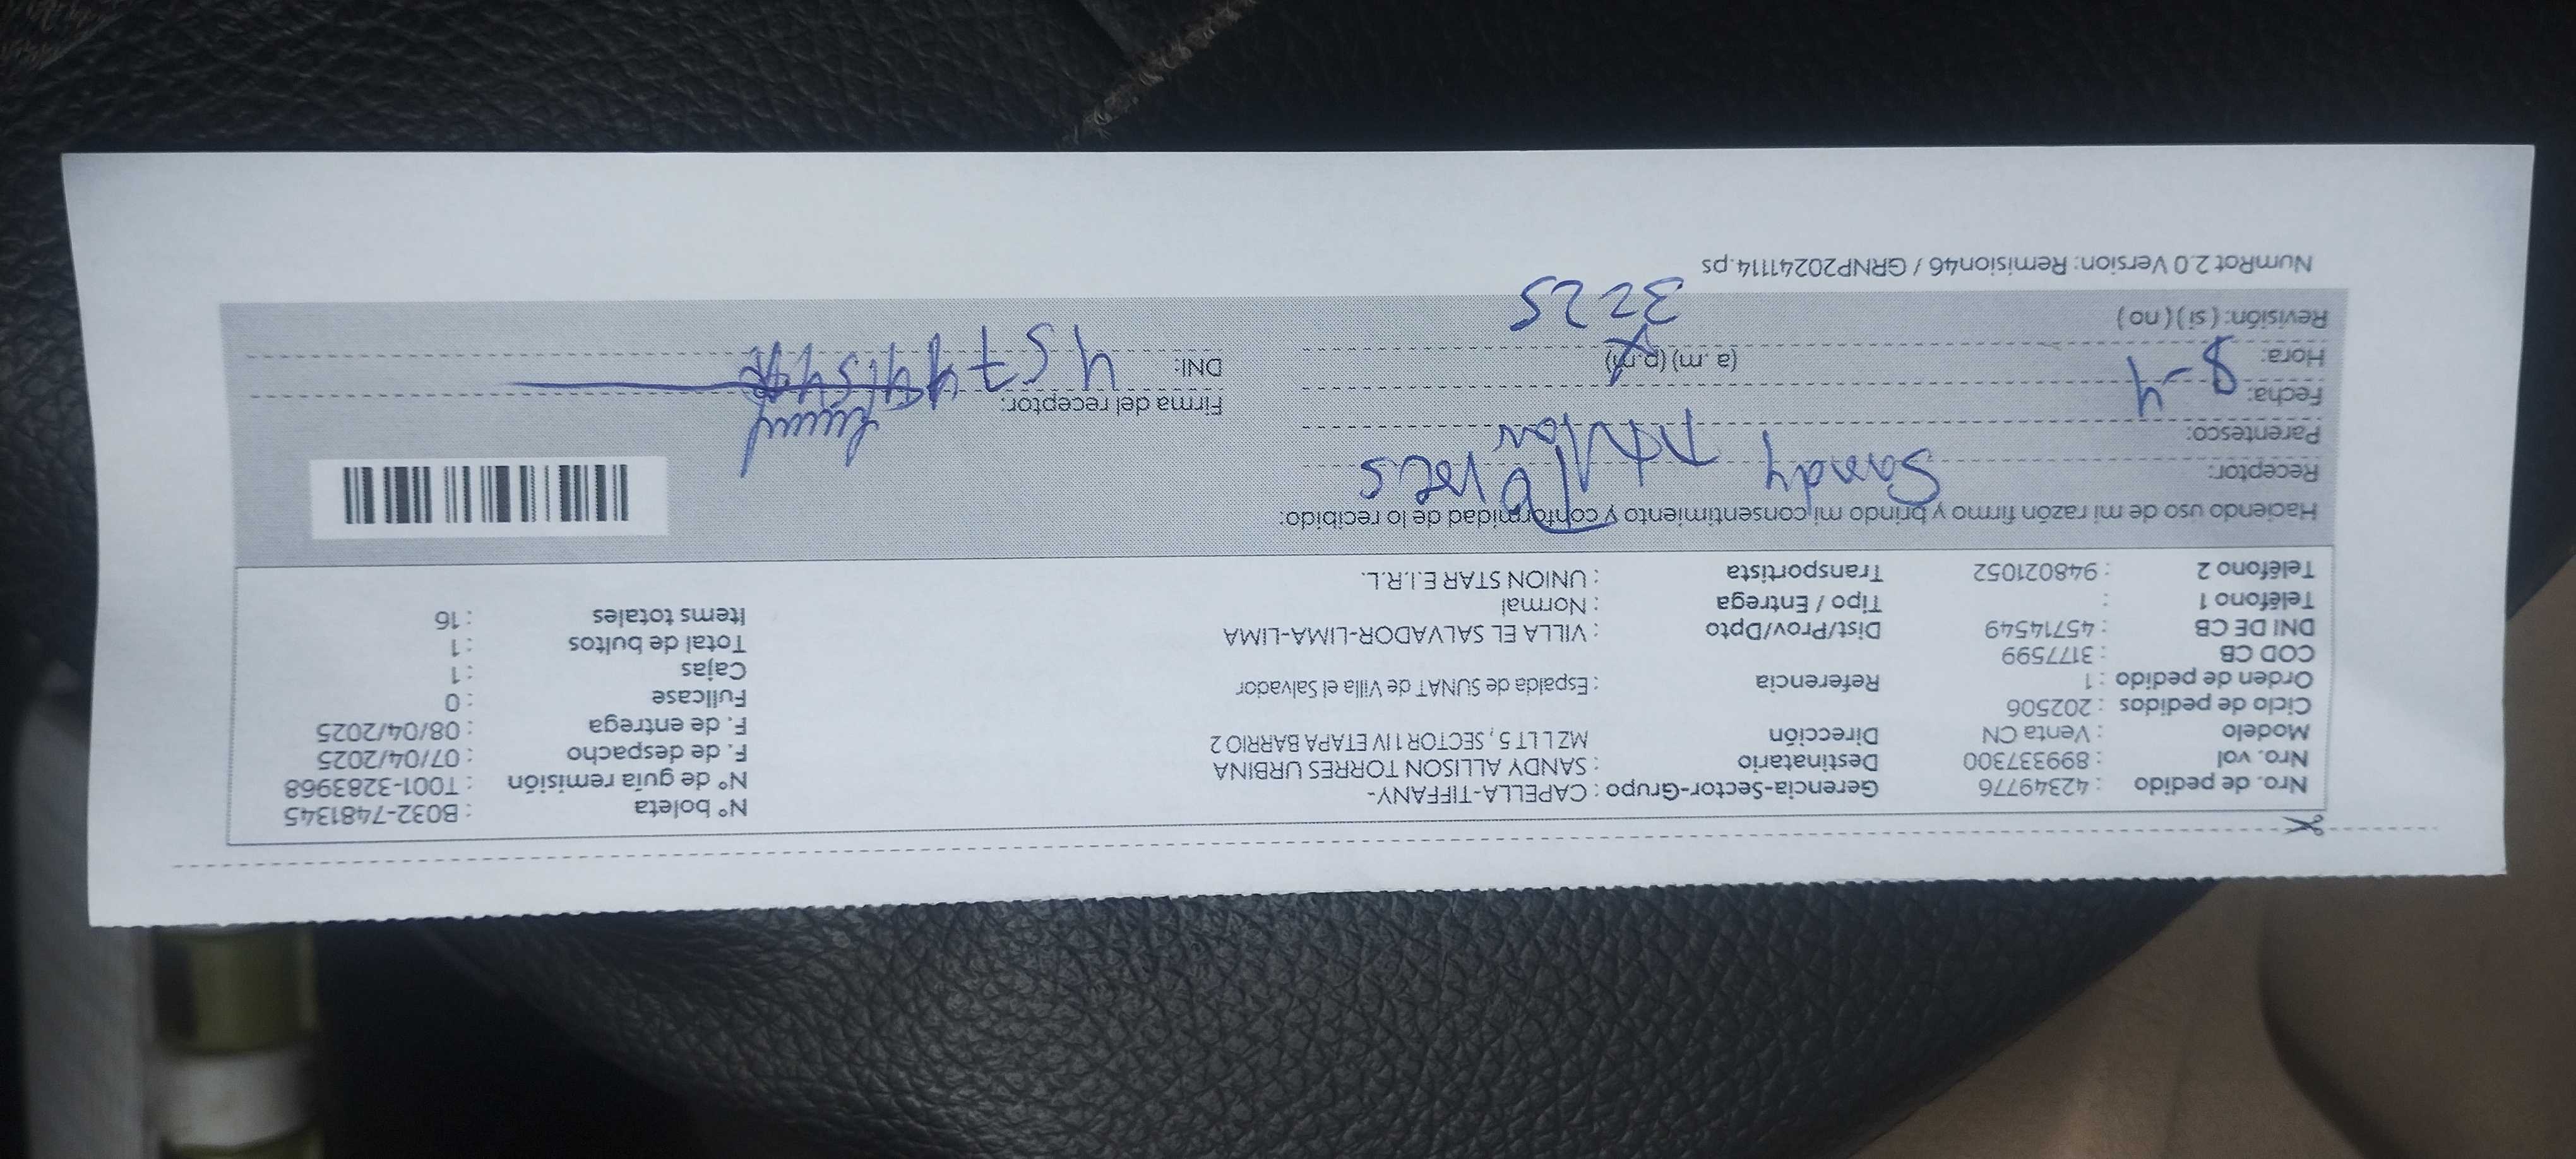 Nro. de pedido : 42349776 Gerencia-Sector-Grupo : CAPELLA-TIFFANY- N° boleta : B032-7481345
Nro. vol : 899337300 Destinatario : SANDY ALLISON TORRES URBINA N° de guía remisión : T001-3283968
Modelo : Venta CN Dirección MZ L LT 5 , SECTOR 1 IV ETAPA BARRIO 2 F. de despacho : 07/04/2025
Ciclo de pedidos : 202506 F. de entrega : 08/04/2025
Orden de pedido : 1 Referencia : Espalda de SUNAT de Villa el Salvador Fullcase : 0
COD CB : 3177599 Cajas : 1
DNI DE CB : 45714549 Dist/Prov/Dpto : VILLA EL SALVADOR-LIMA-LIMA Total de bultos : 1
Teléfono 1 : Tipo / Entrega : Normal Items totales : 16
Teléfono 2 : 948021052 Transportista : UNION STAR E.I.R.L.
Haciendo uso de mi razón firmo y brindo mi consentimiento y conformidad de lo recibido:
Receptor: Sandy Torres
Parentesco:
Fecha: 8-4 Firma del receptor:
Hora: (a. m) (p.m) DNI: 457
Revisión: ( si ) ( no ) 3225
NumRot 2.0 Version: Remision46 / GRNP20241114.ps